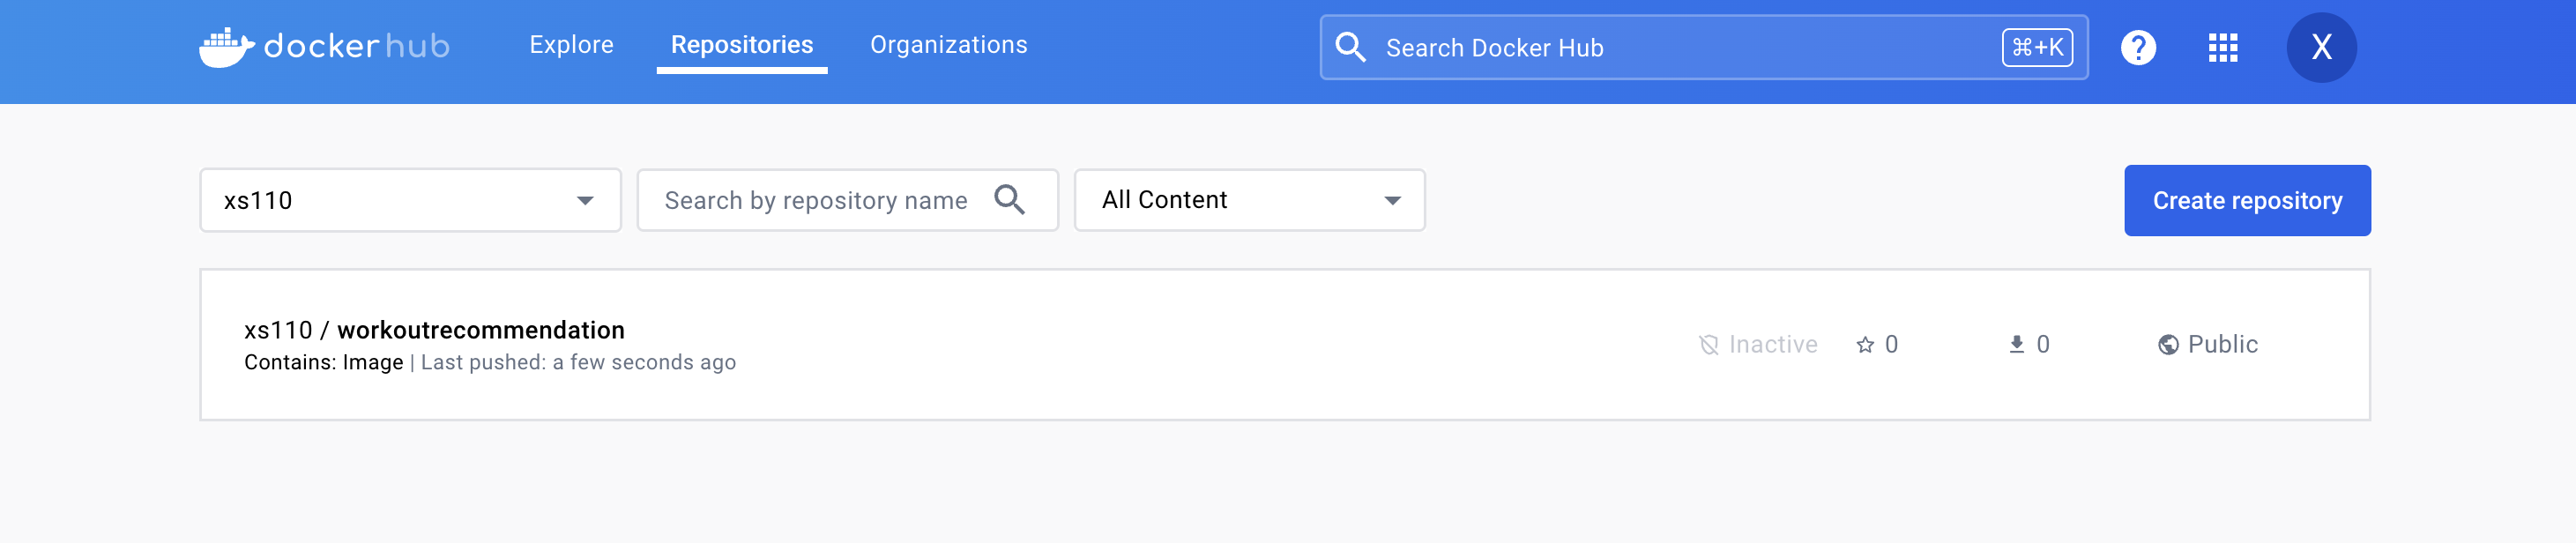 dockerhub
Explore
Repositories
Organizations
Search Docker Hub
⌘+K
?
X
xs110
Search by repository name
All Content
Create repository
xs110 / workoutrecommendation
Contains: Image | Last pushed: a few seconds ago
Inactive
0
0
Public